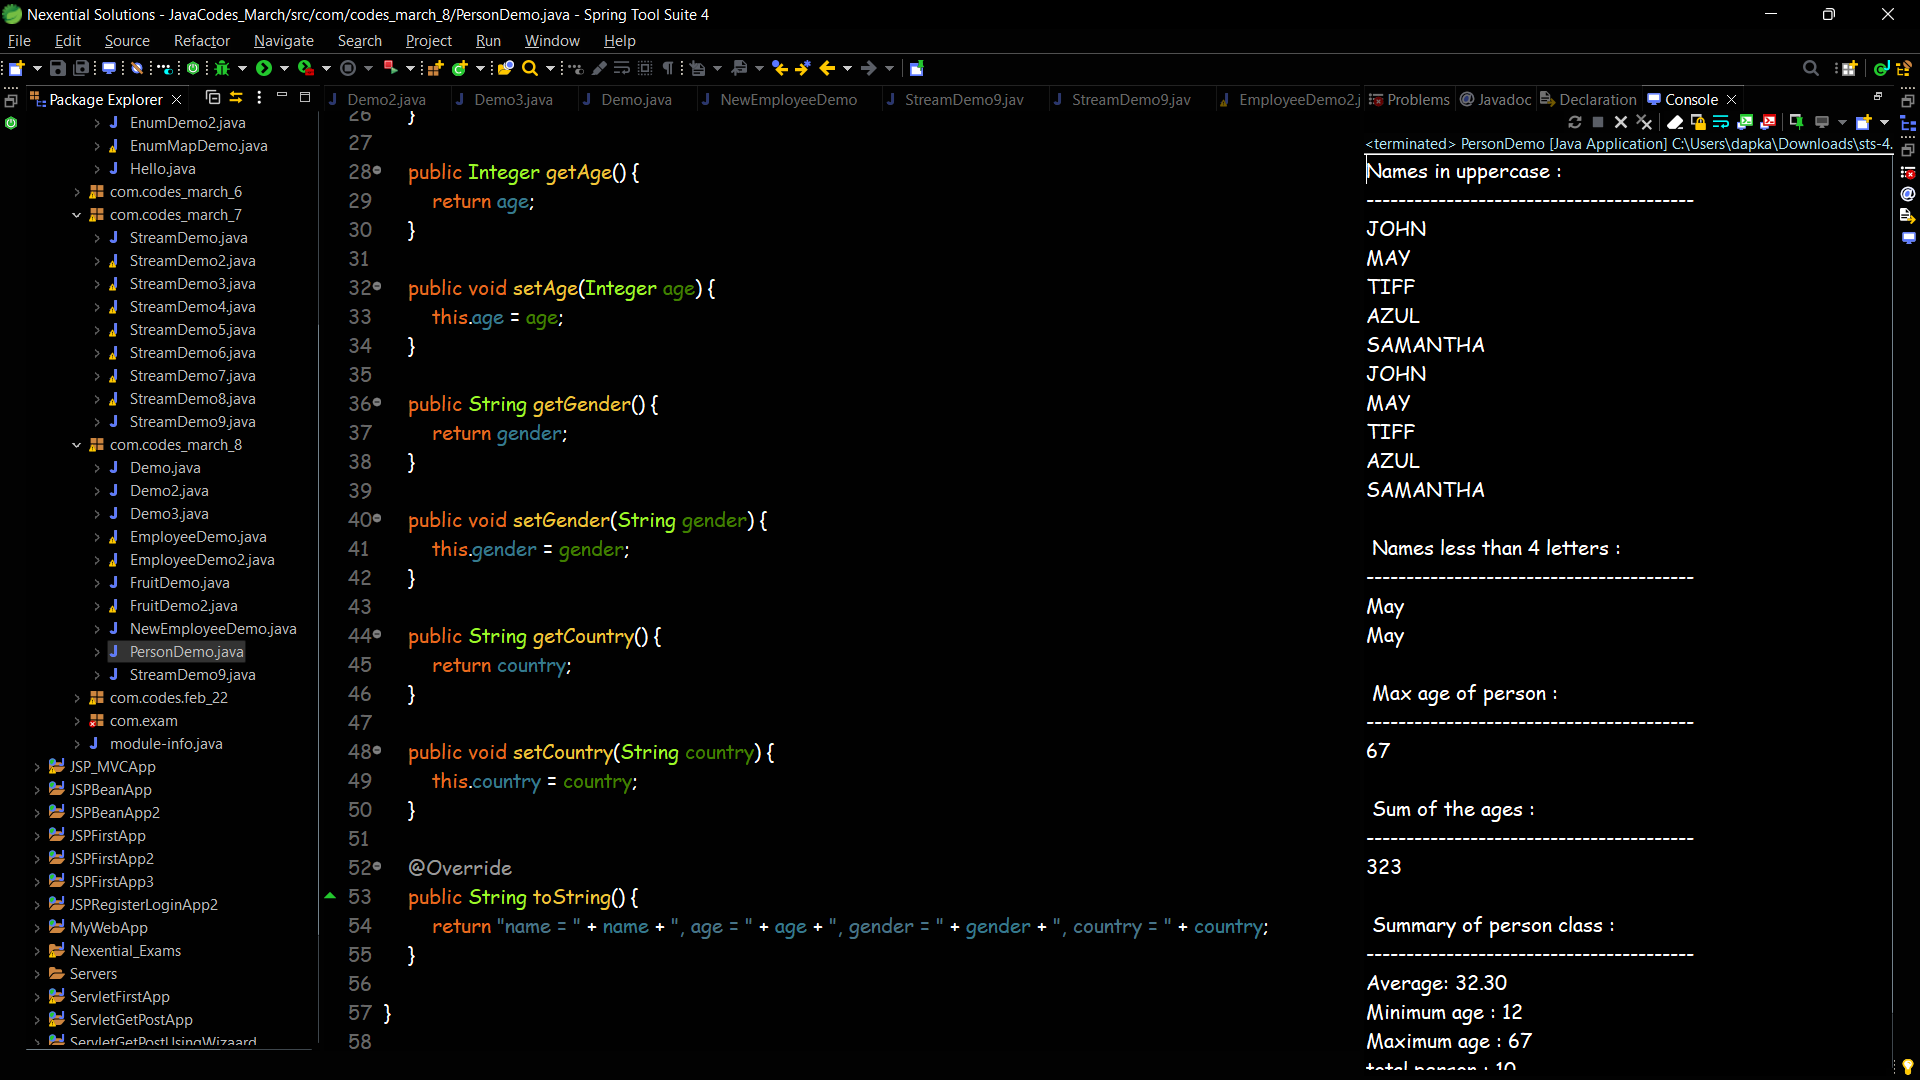 Nexential Solutions - JavaCodes_March/src/com/codes_march_8/PersonDemo.java - Spring Tool Suite 4
File Edit Source Refactor Navigate Search Project Run Window Help
Package Explorer
EnumDemo2.java
EnumMapDemo.java
Hello.java
com.codes_march_6
com.codes_march_7
StreamDemo.java
StreamDemo2.java
StreamDemo3.java
StreamDemo4.java
StreamDemo5.java
StreamDemo6.java
StreamDemo7.java
StreamDemo8.java
StreamDemo9.java
com.codes_march_8
Demo.java
Demo2.java
Demo3.java
EmployeeDemo.java
EmployeeDemo2.java
FruitDemo.java
FruitDemo2.java
NewEmployeeDemo.java
PersonDemo.java
StreamDemo9.java
com.codes.feb_22
com.exam
module-info.java
JSP_MVCApp
JSPBeanApp
JSPBeanApp2
JSPFirstApp
JSPFirstApp2
JSPFirstApp3
JSPRegisterLoginApp2
MyWebApp
Nexential_Exams
Servers
ServletFirstApp
ServletGetPostApp
ServletGetPostUsingWizaard
Demo2.java Demo3.java Demo.java NewEmployeeDemo StreamDemo9.jav StreamDemo9.jav EmployeeDemo2.j
26 }
27
28 public Integer getAge() {
29 return age;
30 }
31
32 public void setAge(Integer age) {
33 this.age = age;
34 }
35
36 public String getGender() {
37 return gender;
38 }
39
40 public void setGender(String gender) {
41 this.gender = gender;
42 }
43
44 public String getCountry() {
45 return country;
46 }
47
48 public void setCountry(String country) {
49 this.country = country;
50 }
51
52 @Override
53 public String toString() {
54 return "name = " + name + ", age = " + age + ", gender = " + gender + ", country = " + country;
55 }
56
57 }
58
Problems Javadoc Declaration Console
<terminated> PersonDemo [Java Application] C:\Users\dapka\Downloads\sts-4.
Names in uppercase :
-----------------------------------------
JOHN
MAY
TIFF
AZUL
SAMANTHA
JOHN
MAY
TIFF
AZUL
SAMANTHA
Names less than 4 letters :
-----------------------------------------
May
May
Max age of person :
-----------------------------------------
67
Sum of the ages :
-----------------------------------------
323
Summary of person class :
-----------------------------------------
Average: 32.30
Minimum age : 12
Maximum age : 67
total person : 10